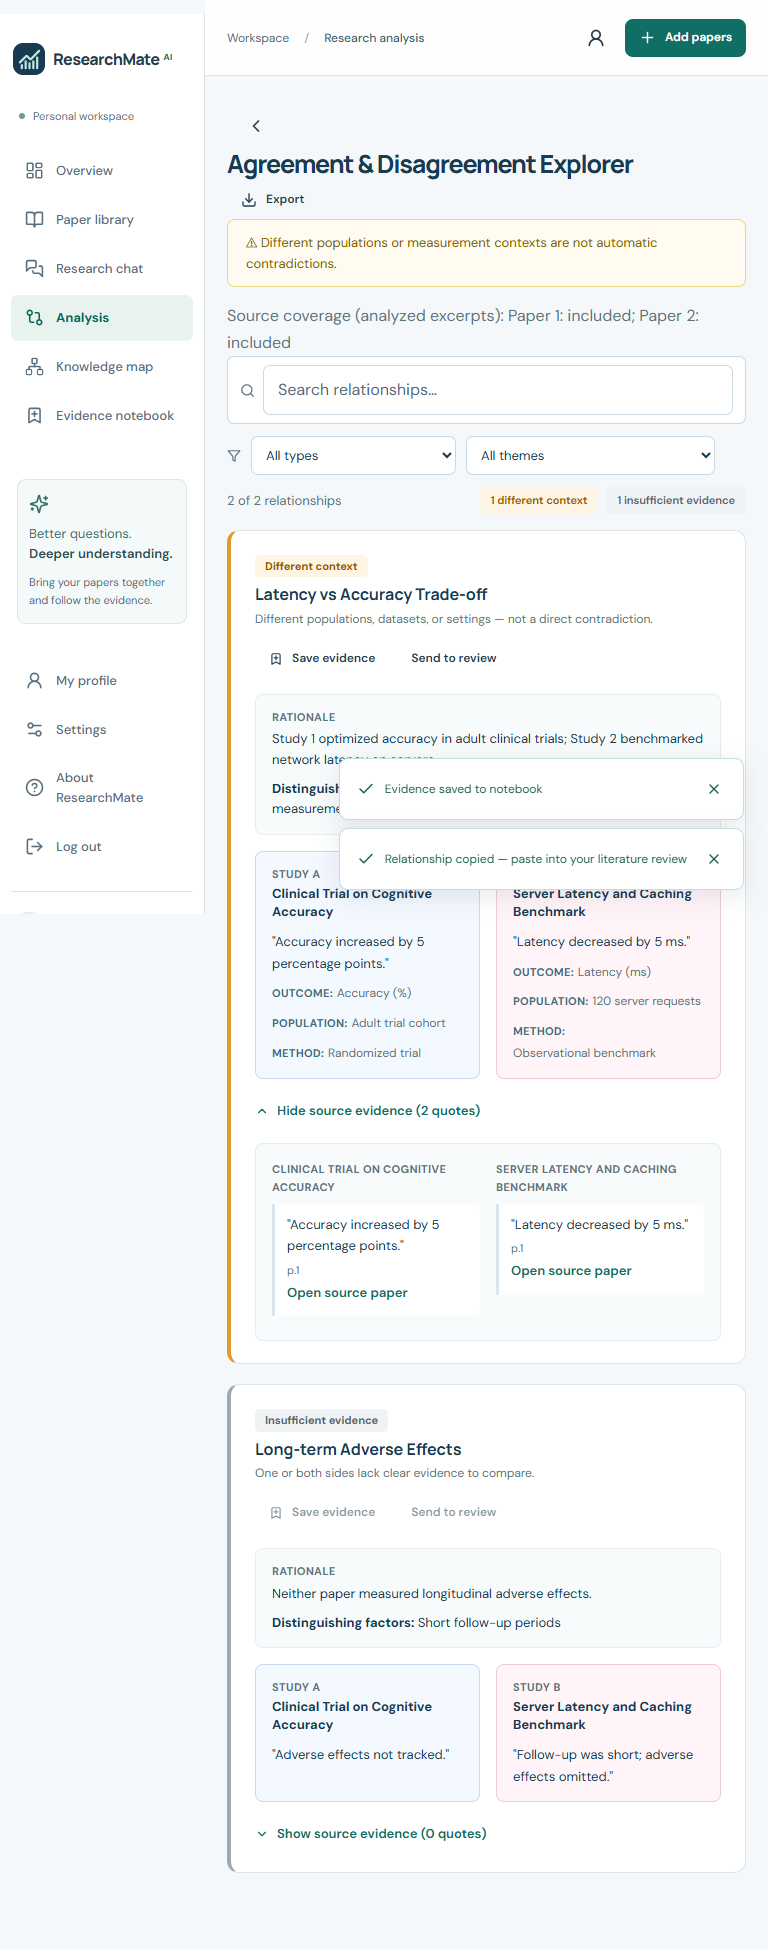 ResearchMate AI
Personal workspace
Overview
Paper library
Research chat
Analysis
Knowledge map
Evidence notebook
Better questions.
Deeper understanding.
Bring your papers together
and follow the evidence.
My profile
Settings
About
ResearchMate
Log out
Workspace / Research analysis
Add papers
Agreement & Disagreement Explorer
Export
⚠ Different populations or measurement contexts are not automatic
contradictions.
Source coverage (analyzed excerpts): Paper 1: included; Paper 2:
included
Search relationships...
All types
All themes
2 of 2 relationships
1 different context
1 insufficient evidence
Different context
Latency vs Accuracy Trade-off
Different populations, datasets, or settings — not a direct contradiction.
Save evidence
Send to review
RATIONALE
Study 1 optimized accuracy in adult clinical trials; Study 2 benchmarked
network
Evidence saved to notebook
Relationship copied — paste into your literature review
STUDY A
Clinical Trial on Cognitive
Accuracy
"Accuracy increased by 5
percentage points."
OUTCOME: Accuracy (%)
POPULATION: Adult trial cohort
METHOD: Randomized trial
Server Latency and Caching
Benchmark
"Latency decreased by 5 ms."
OUTCOME: Latency (ms)
POPULATION: 120 server requests
METHOD:
Observational benchmark
Hide source evidence (2 quotes)
CLINICAL TRIAL ON COGNITIVE
ACCURACY
"Accuracy increased by 5
percentage points."
p.1
Open source paper
SERVER LATENCY AND CACHING
BENCHMARK
"Latency decreased by 5 ms."
p.1
Open source paper
Insufficient evidence
Long-term Adverse Effects
One or both sides lack clear evidence to compare.
Save evidence
Send to review
RATIONALE
Neither paper measured longitudinal adverse effects.
Distinguishing factors: Short follow-up periods
STUDY A
Clinical Trial on Cognitive
Accuracy
"Adverse effects not tracked."
STUDY B
Server Latency and Caching
Benchmark
"Follow-up was short; adverse
effects omitted."
Show source evidence (0 quotes)